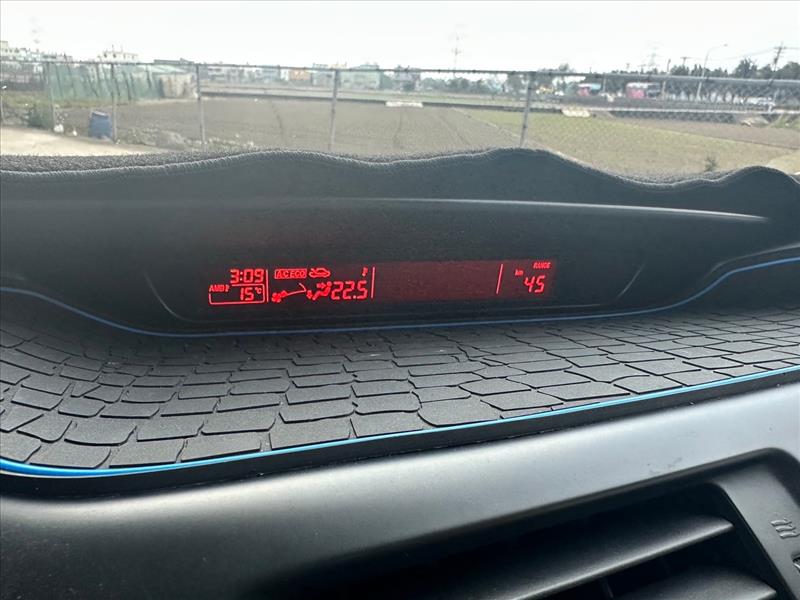 3:09 A/C ECO RANGE
AMB 15°C 22.5 km 45